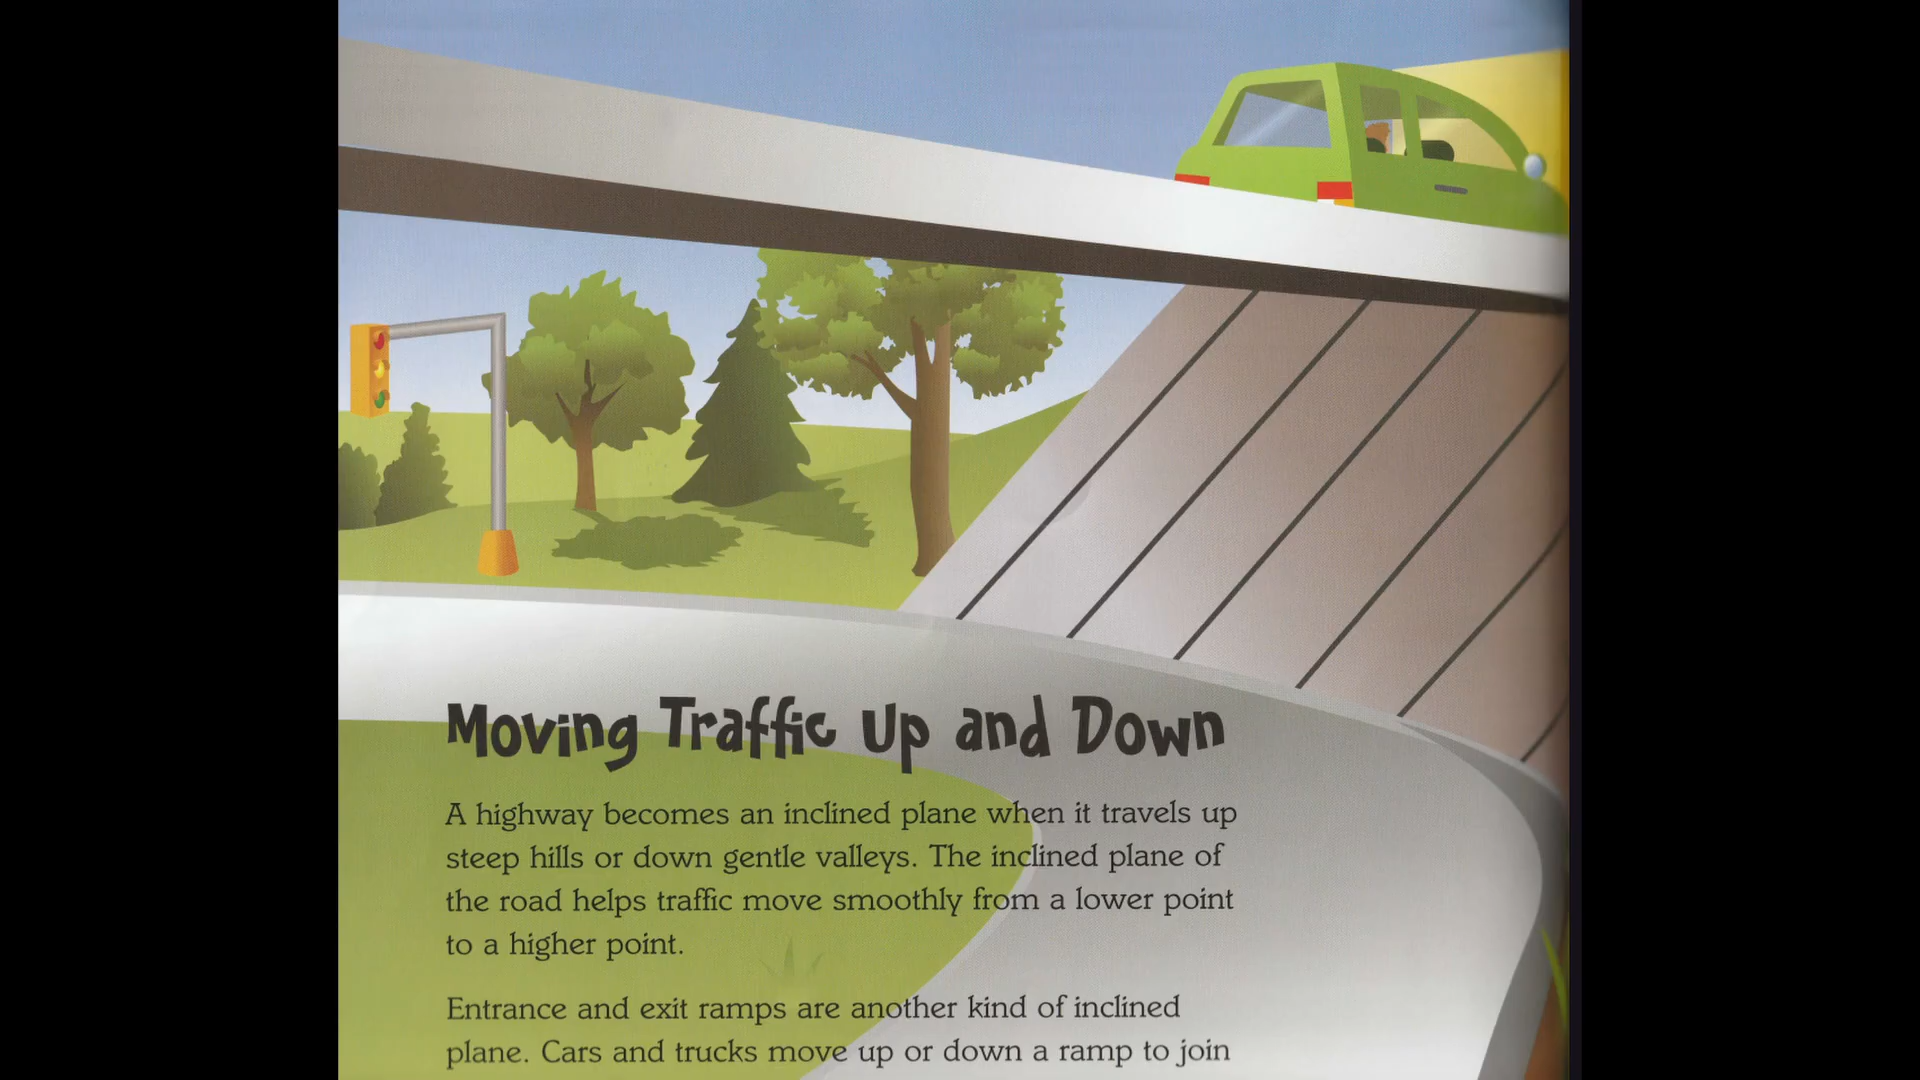 Moving Traffic Up and Down
A highway becomes an inclined plane when it travels up
steep hills or down gentle valleys. The inclined plane of
the road helps traffic move smoothly from a lower point
to a higher point.
Entrance and exit ramps are another kind of inclined
plane. Cars and trucks move up or down a ramp to join